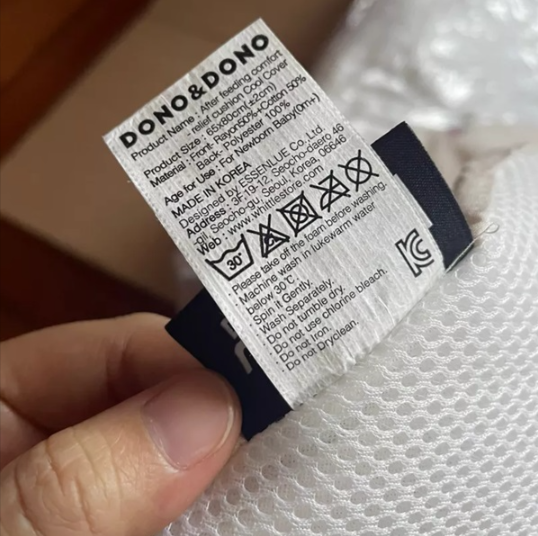 DONO&DONO
Product Name : After feeding comfort
- relief cushion Cool Cover
Product Size : 65x80cm(±2cm)
Material : Front: Rayon50%+Cotton 50%
Back: Polyester 100%
Age for Use : For Newborn Baby(0m+)
MADE IN KOREA
Designed by ESSENLUE Co. Ltd.
Address : 3F, 19-12, Seocho-daero 46
-gil, Seocho-gu, Seoul, Korea, 06646
Web : www.whittlestore.com
30°
· Please take off the foam before washing.
· Machine wash in lukewarm water
below 30°C.
· Spin it Gently.
· Wash Separately.
· Do not tumble dry.
· Do not use chlorine bleach.
· Do not iron.
· Do not Dryclean.